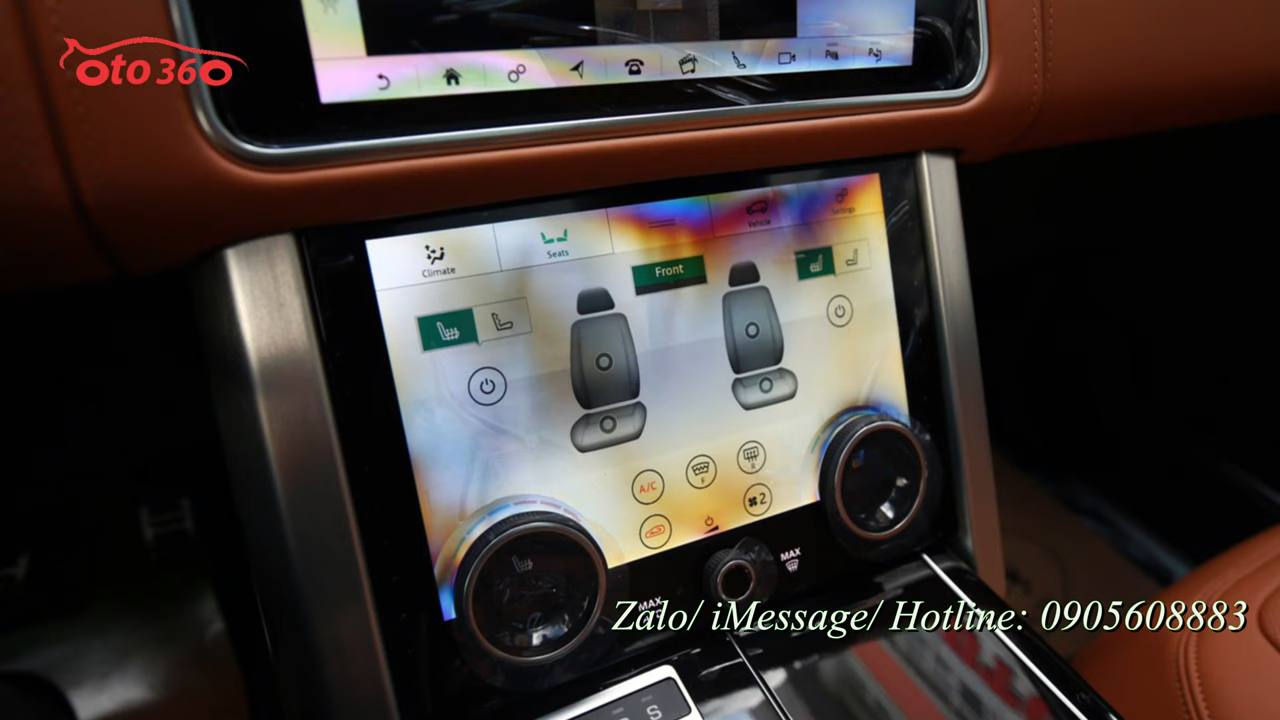 oto360
Climate
Seats
Vehicle
Settings
Front
A/C
F
R
2
MAX
MAX
Zalo/ iMessage/ Hotline: 0905608883
S